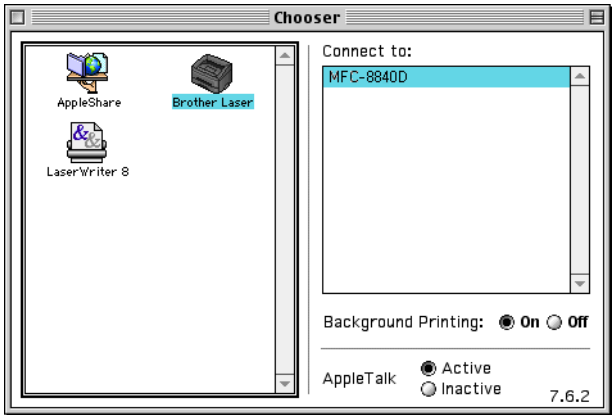 Chooser
AppleShare
Brother Laser
LaserWriter 8
Connect to:
MFC-8840D
Background Printing: On Off
AppleTalk
Active
Inactive
7.6.2